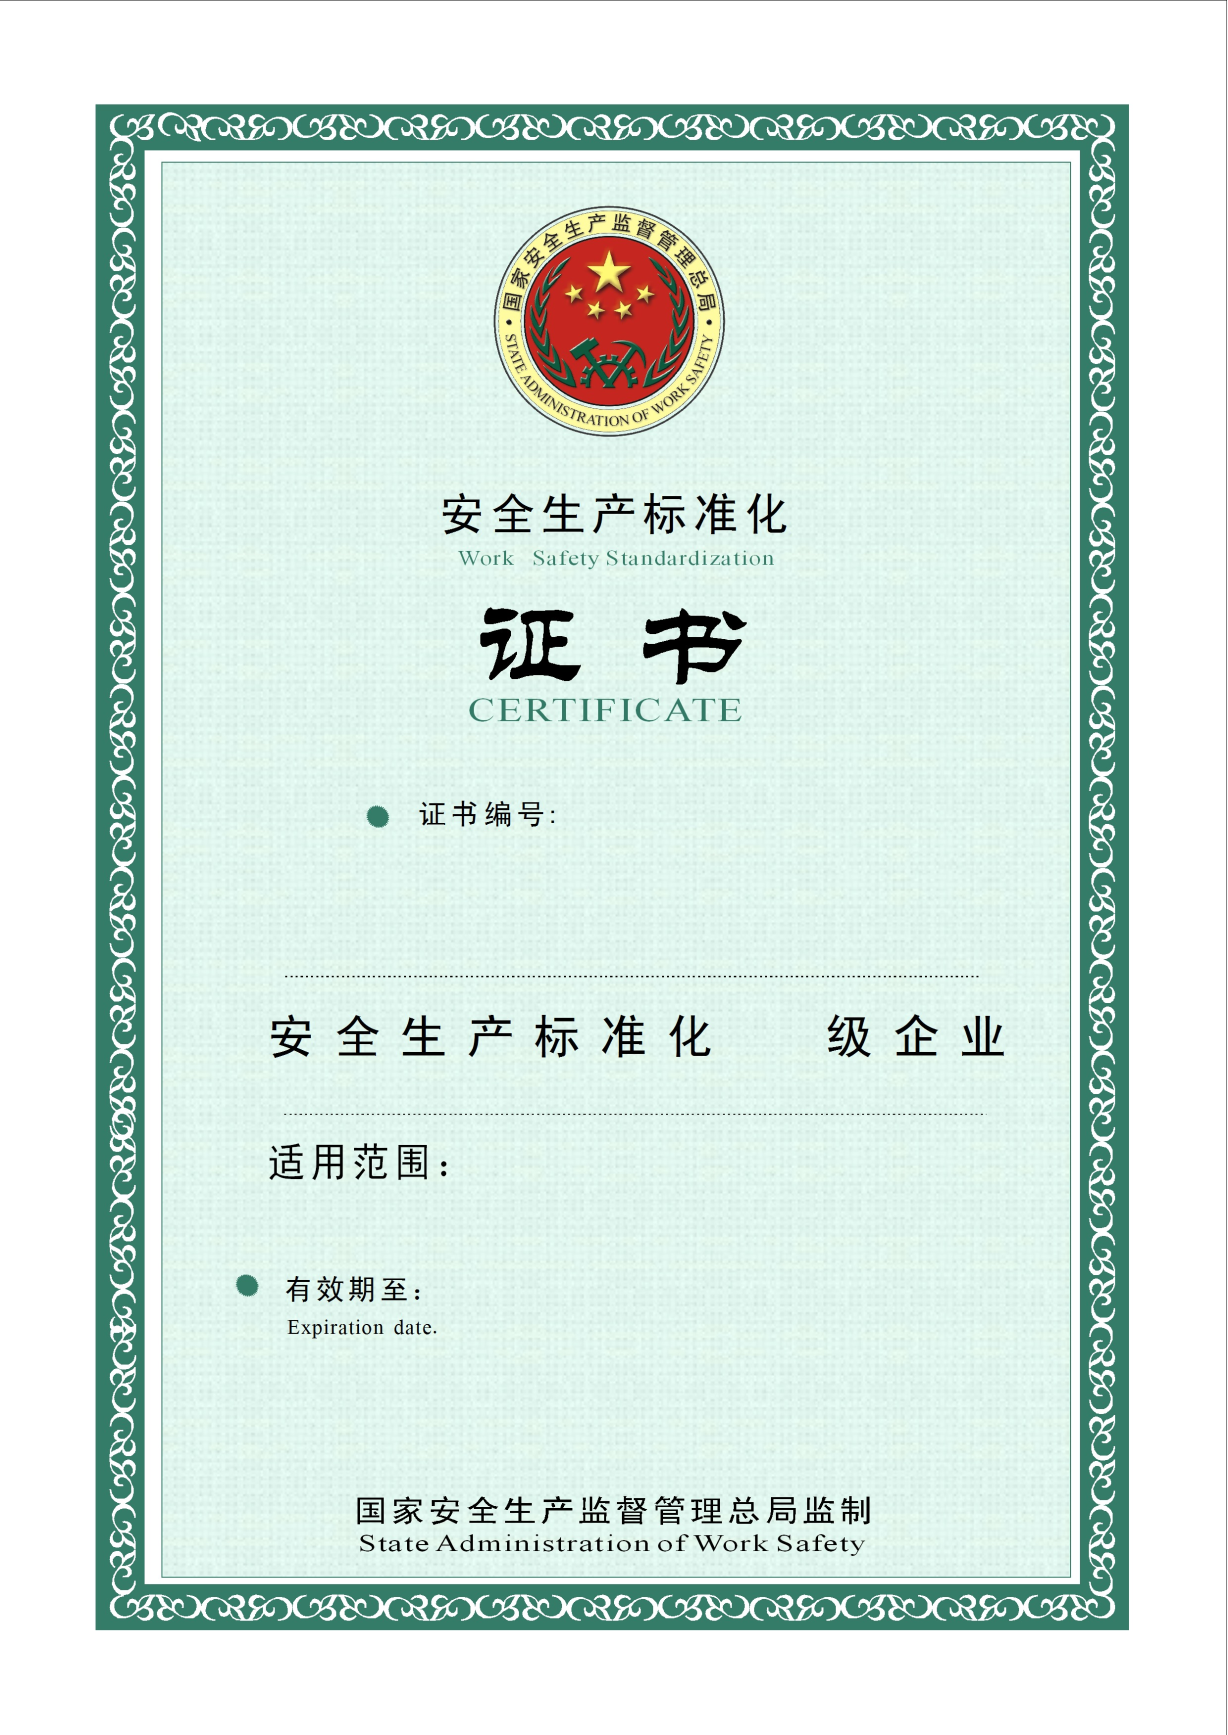 国家安全生产监督管理总局
STATE ADMINISTRATION OF WORK SAFETY
安全生产标准化
Work Safety Standardization
证书
CERTIFICATE
证书编号:
安全生产标准化 级企业
适用范围：
有效期至：
Expiration date.
国家安全生产监督管理总局监制
State Administration of Work Safety